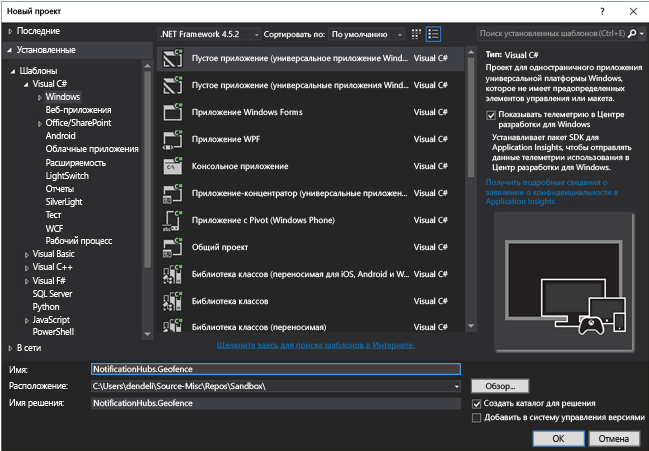 Новый проект
Последние
Установленные
Шаблоны
Visual C#
Windows
Веб-приложения
Office/SharePoint
Android
Облачные приложения
Расширяемость
LightSwitch
Отчеты
SilverLight
Тест
WCF
Рабочий процесс
Visual Basic
Visual C++
Visual F#
SQL Server
Python
JavaScript
PowerShell
В сети
.NET Framework 4.5.2 Сортировать по: По умолчанию
Пустое приложение (универсальное приложение Wind... Visual C#
Пустое приложение (универсальные приложения Wind... Visual C#
Приложение Windows Forms Visual C#
Приложение WPF Visual C#
Консольное приложение Visual C#
Приложение-концентратор (универсальные приложен... Visual C#
Приложение с Pivot (Windows Phone) Visual C#
Общий проект Visual C#
Библиотека классов (переносимая для iOS, Android и W... Visual C#
Библиотека классов Visual C#
Библиотека классов (переносимая) Visual C#
Щелкните здесь для поиска шаблонов в Интернете.
Поиск установленных шаблонов (Ctrl+E)
Тип: Visual C#
Проект для одностраничного приложения
универсальной платформы Windows,
которое не имеет предопределенных
элементов управления или макета.
Показывать телеметрию в Центре
разработки для Windows
Устанавливает пакет SDK для
Application Insights, чтобы отправлять
данные телеметрии использования в
Центр разработки для Windows.
Получить подробные сведения о
заявлении о конфиденциальности в
Application Insights
Имя: NotificationHubs.Geofence
Расположение: C:\Users\dendeli\Source-Misc\Repos\Sandbox\
Обзор...
Имя решения: NotificationHubs.Geofence
Создать каталог для решения
Добавить в систему управления версиями
ОК Отмена